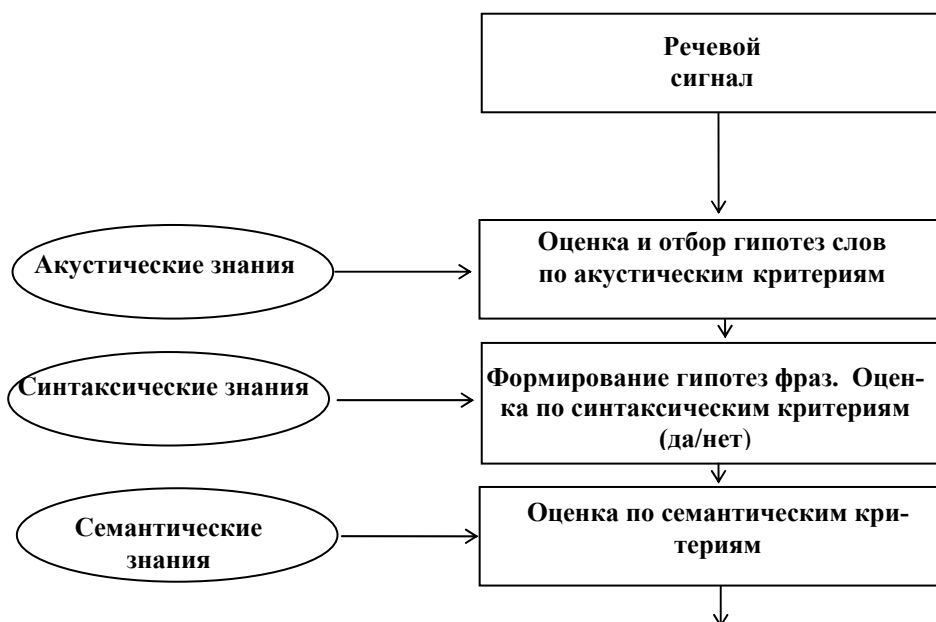 Речевой
сигнал
Акустические знания
Оценка и отбор гипотез слов
по акустическим критериям
Синтаксические знания
Формирование гипотез фраз. Оцен-
ка по синтаксическим критериям
(да/нет)
Семантические
знания
Оценка по семантическим кри-
териям